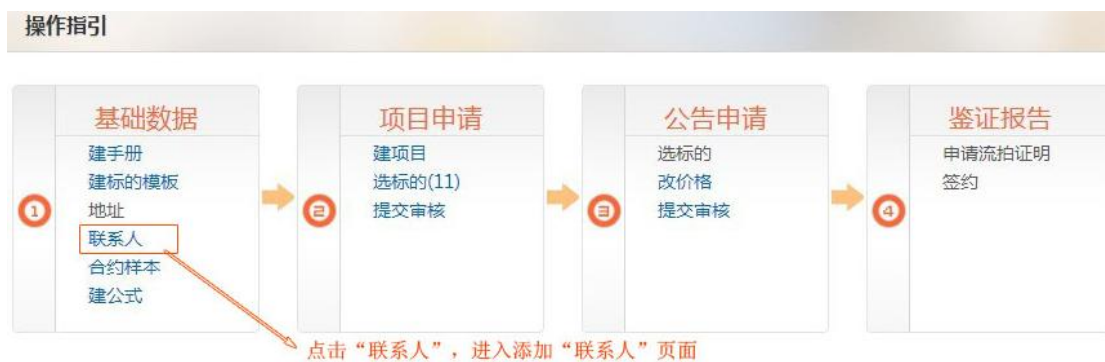 操作指引
1
基础数据
建手册
建标的模板
地址
联系人
合约样本
建公式
2
项目申请
建项目
选标的(11)
提交审核
3
公告申请
选标的
改价格
提交审核
4
鉴证报告
申请流拍证明
签约
点击“联系人”，进入添加“联系人”页面